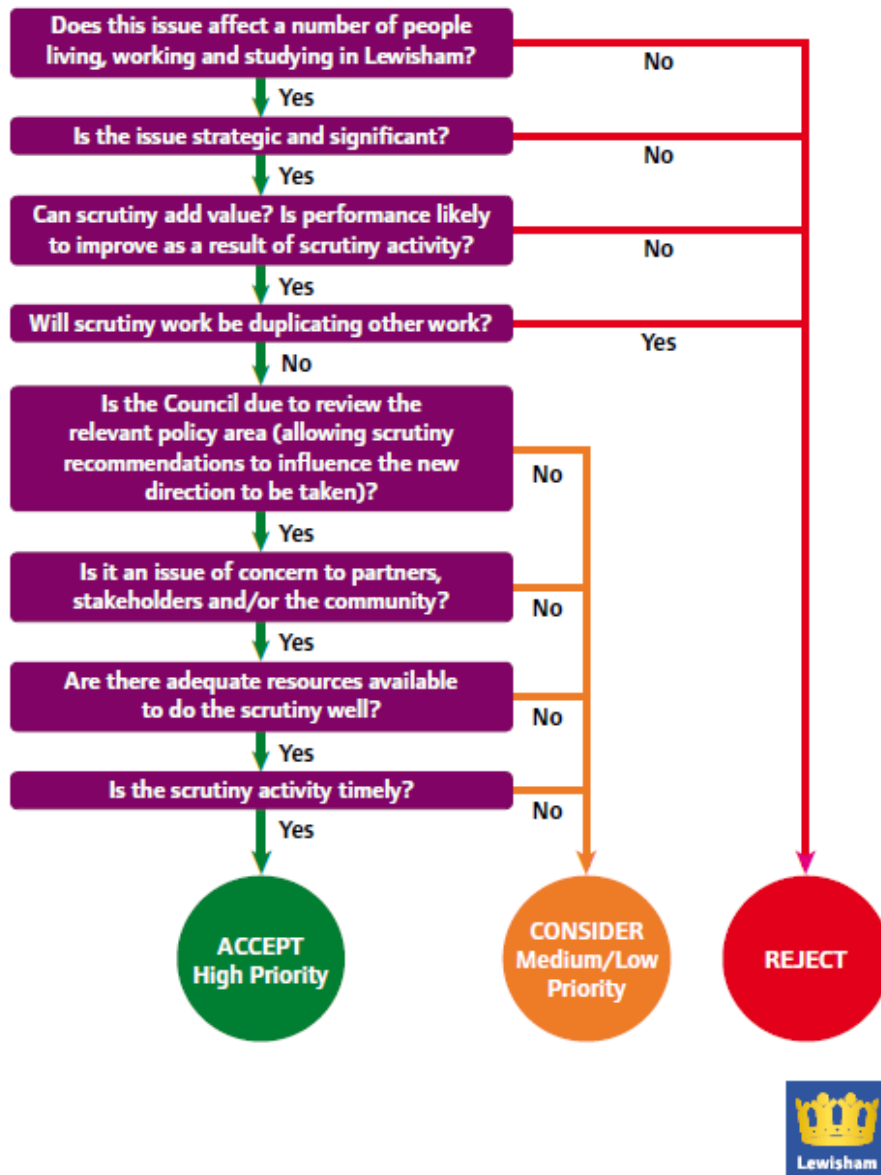 Does this issue affect a number of people
living, working and studying in Lewisham?
No
Yes
Is the issue strategic and significant?
No
Yes
Can scrutiny add value? Is performance likely
to improve as a result of scrutiny activity?
No
Yes
Will scrutiny work be duplicating other work?
Yes
No
Is the Council due to review the
relevant policy area (allowing scrutiny
recommendations to influence the new
direction to be taken)?
No
Yes
Is it an issue of concern to partners,
stakeholders and/or the community?
No
Yes
Are there adequate resources available
to do the scrutiny well?
No
Yes
Is the scrutiny activity timely?
No
Yes
ACCEPT
High Priority
CONSIDER
Medium/Low
Priority
REJECT
Lewisham